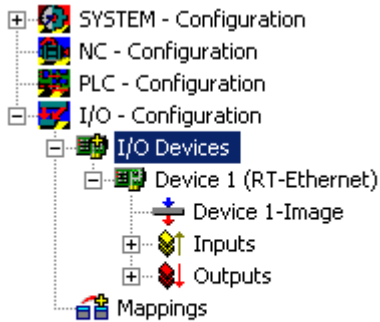 SYSTEM - Configuration
NC - Configuration
PLC - Configuration
I/O - Configuration
I/O Devices
Device 1 (RT-Ethernet)
Device 1-Image
Inputs
Outputs
Mappings